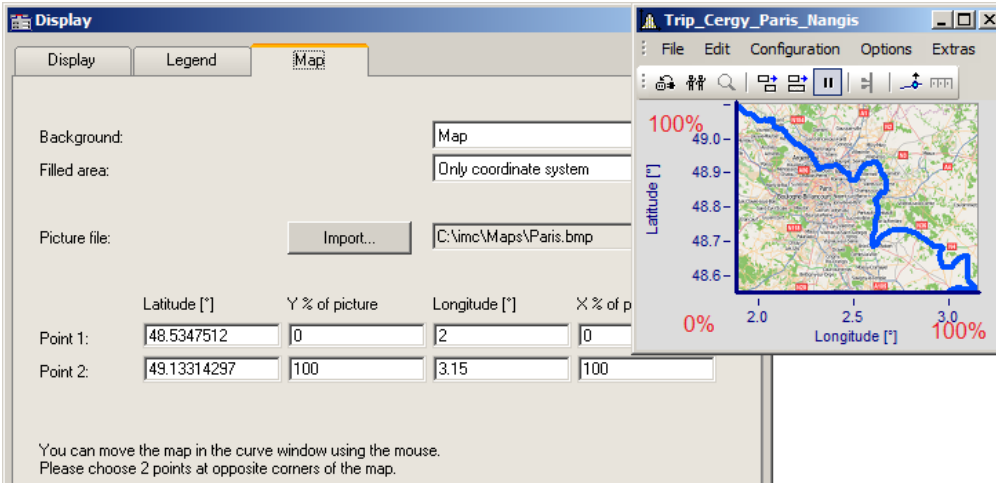 Display
Display Legend Map
Background: Map
Filled area: Only coordinate system
Picture file: Import... C:\imc\Maps\Paris.bmp
Latitude [°] Y % of picture Longitude [°] X % of p
Point 1: 48.5347512 0 2 0
Point 2: 49.13314297 100 3.15 100
You can move the map in the curve window using the mouse.
Please choose 2 points at opposite corners of the map.
Trip_Cergy_Paris_Nangis
File Edit Configuration Options Extras
100%
49.0
48.9
48.8
48.7
48.6
Latitude [°]
Paris
0%
2.0 2.5 3.0
Longitude [°]
100%